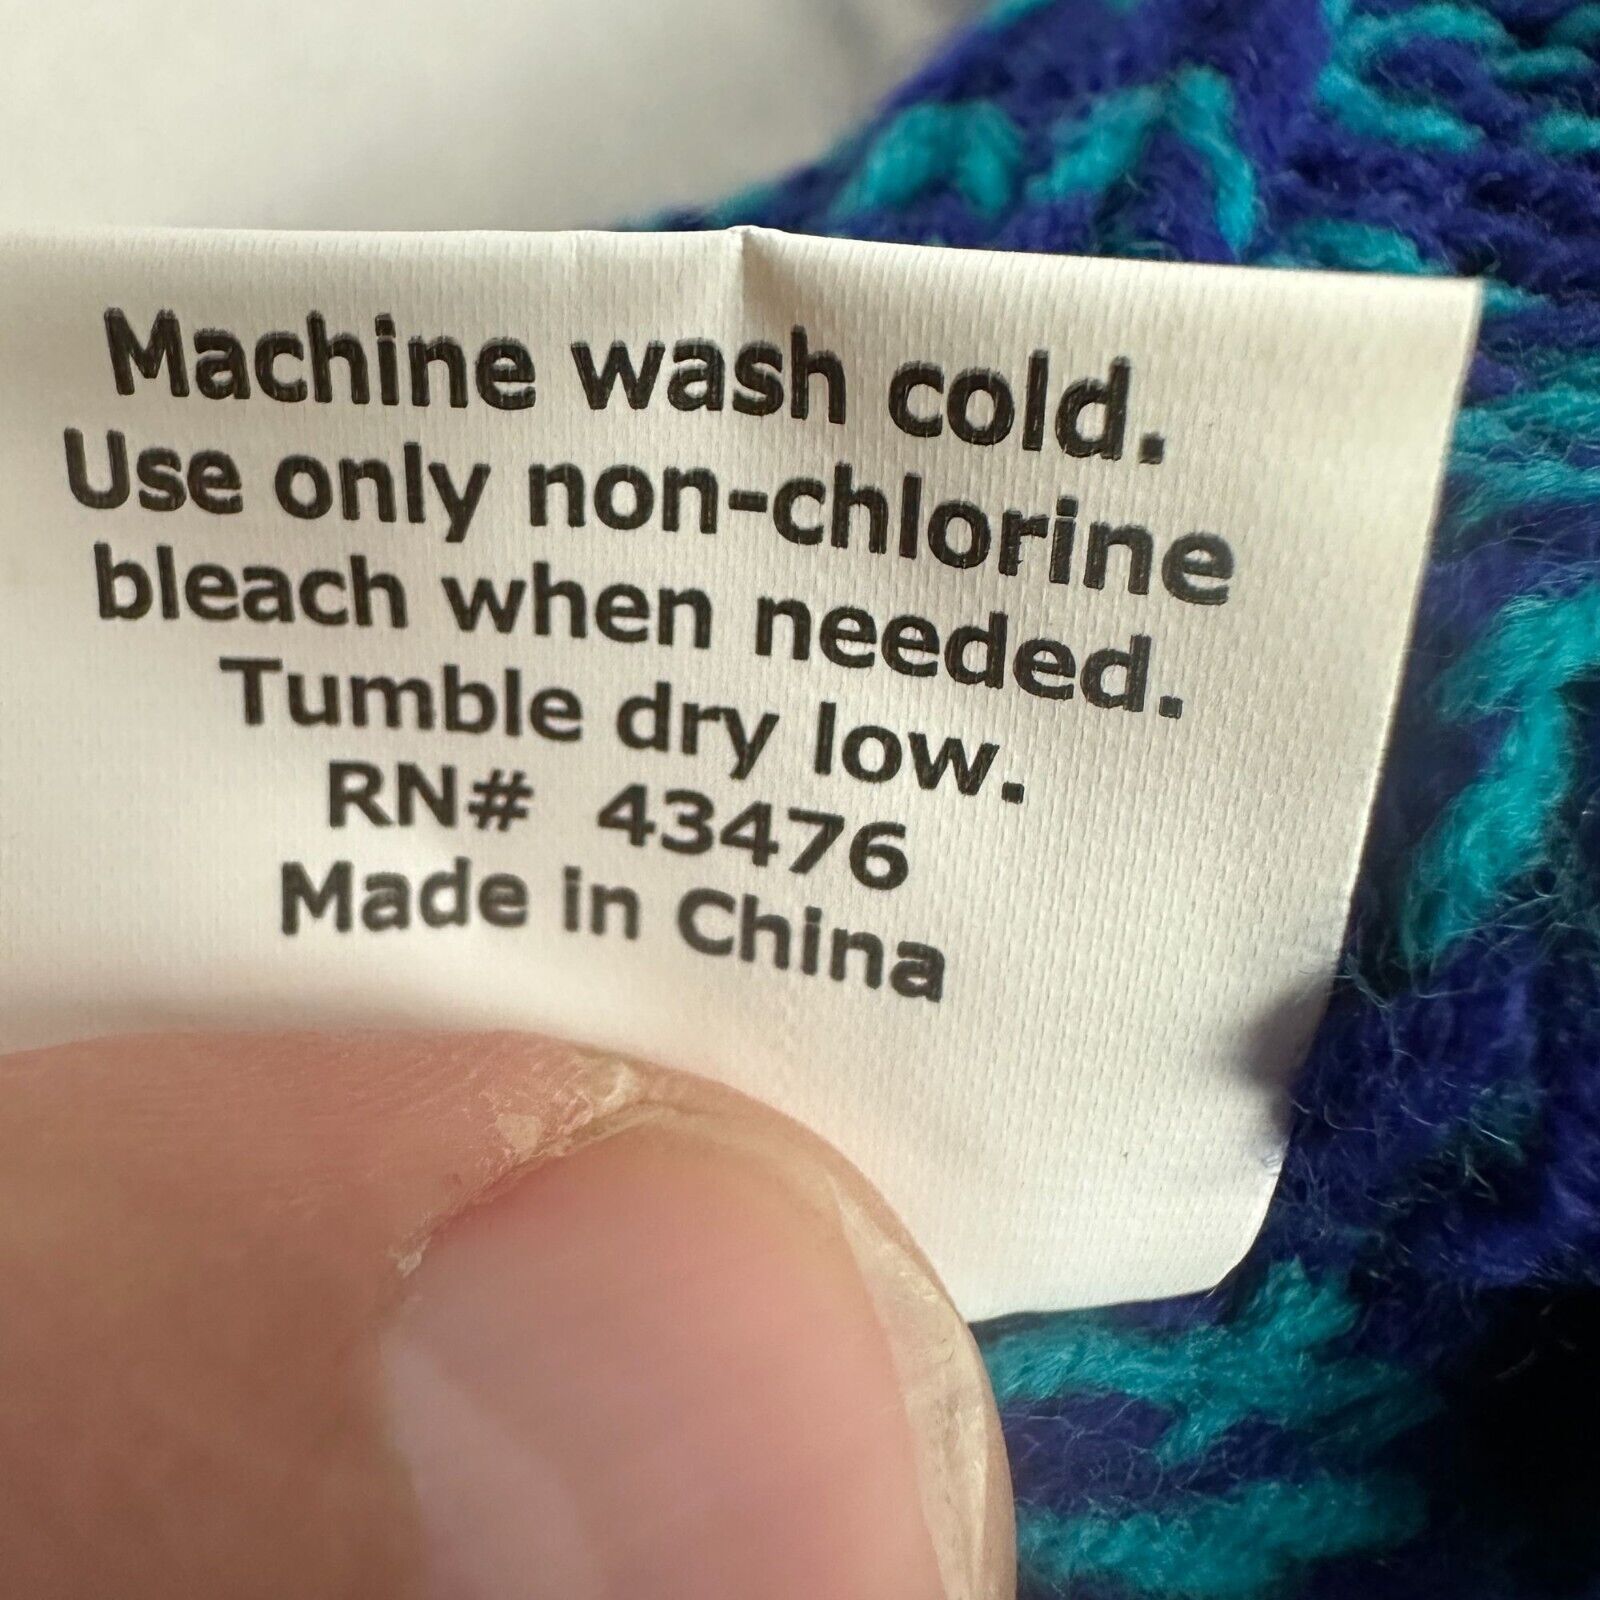 Machine wash cold.
Use only non-chlorine
bleach when needed.
Tumble dry low.
RN#  43476
Made in China